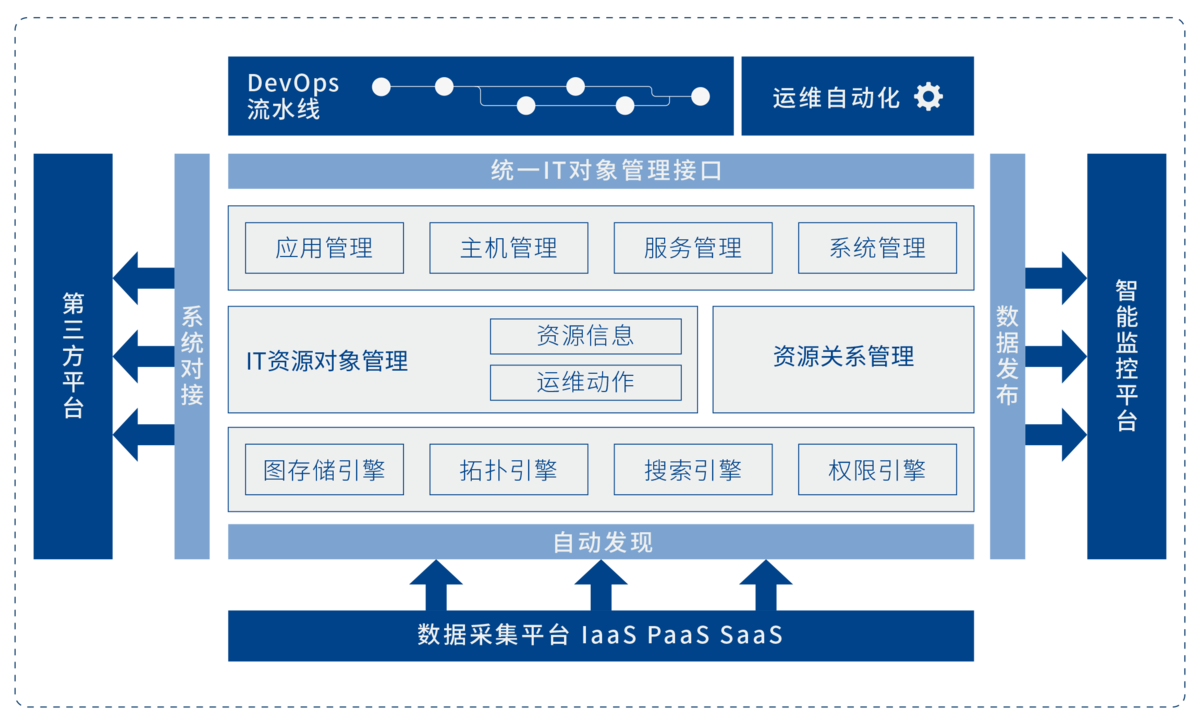 DevOps
流水线
运维自动化
统一IT对象管理接口
第三方平台
系统对接
应用管理
主机管理
服务管理
系统管理
IT资源对象管理
资源信息
运维动作
资源关系管理
图存储引擎
拓扑引擎
搜索引擎
权限引擎
数据发布
智能监控平台
自动发现
数据采集平台 IaaS PaaS SaaS